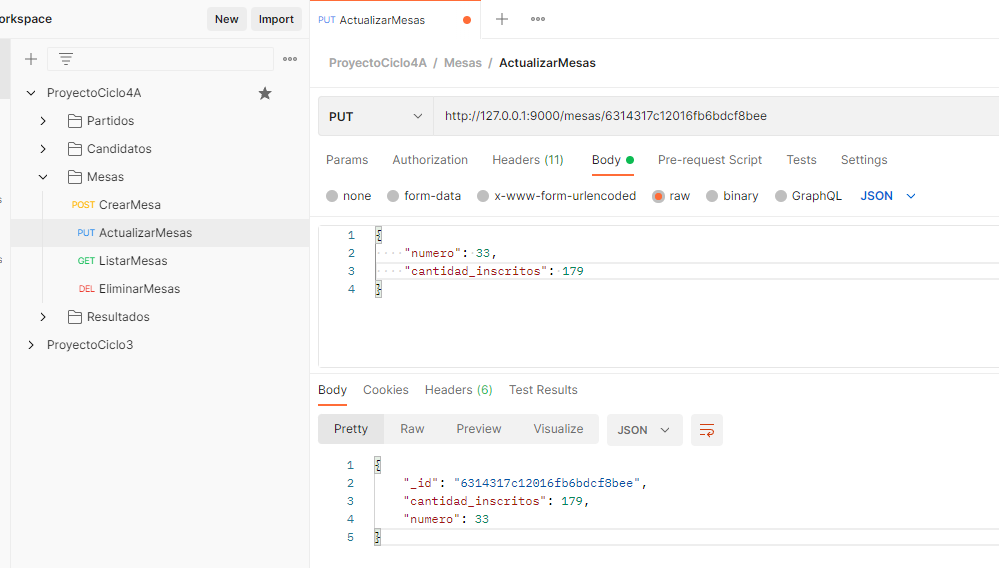 orkspace
New
Import
PUT ActualizarMesas
ProyectoCiclo4A
Partidos
Candidatos
Mesas
POST CrearMesa
PUT ActualizarMesas
GET ListarMesas
DEL EliminarMesas
Resultados
ProyectoCiclo3
ProyectoCiclo4A / Mesas / ActualizarMesas
PUT
http://127.0.0.1:9000/mesas/6314317c12016fb6bdcf8bee
Params Authorization Headers (11) Body Pre-request Script Tests Settings
none form-data x-www-form-urlencoded raw binary GraphQL JSON
1 {
2 "numero": 33,
3 "cantidad_inscritos": 179
4 }
Body Cookies Headers (6) Test Results
Pretty Raw Preview Visualize JSON
1 {
2 "_id": "6314317c12016fb6bdcf8bee",
3 "cantidad_inscritos": 179,
4 "numero": 33
5 }